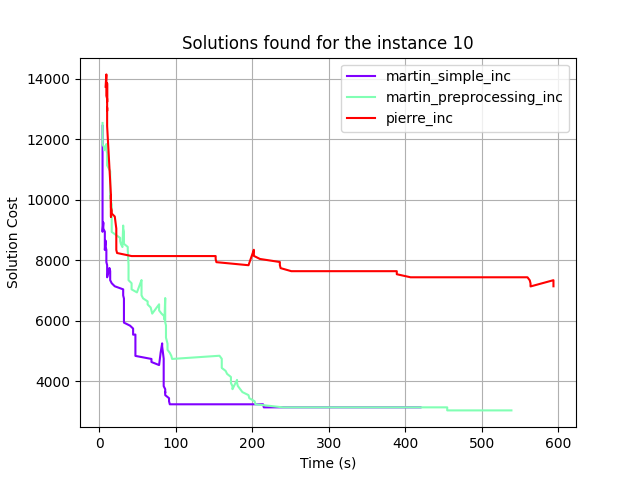 Solutions found for the instance 10
martin_simple_inc
martin_preprocessing_inc
pierre_inc
Solution Cost
14000
12000
10000
8000
6000
4000
0
100
200
300
400
500
600
Time (s)